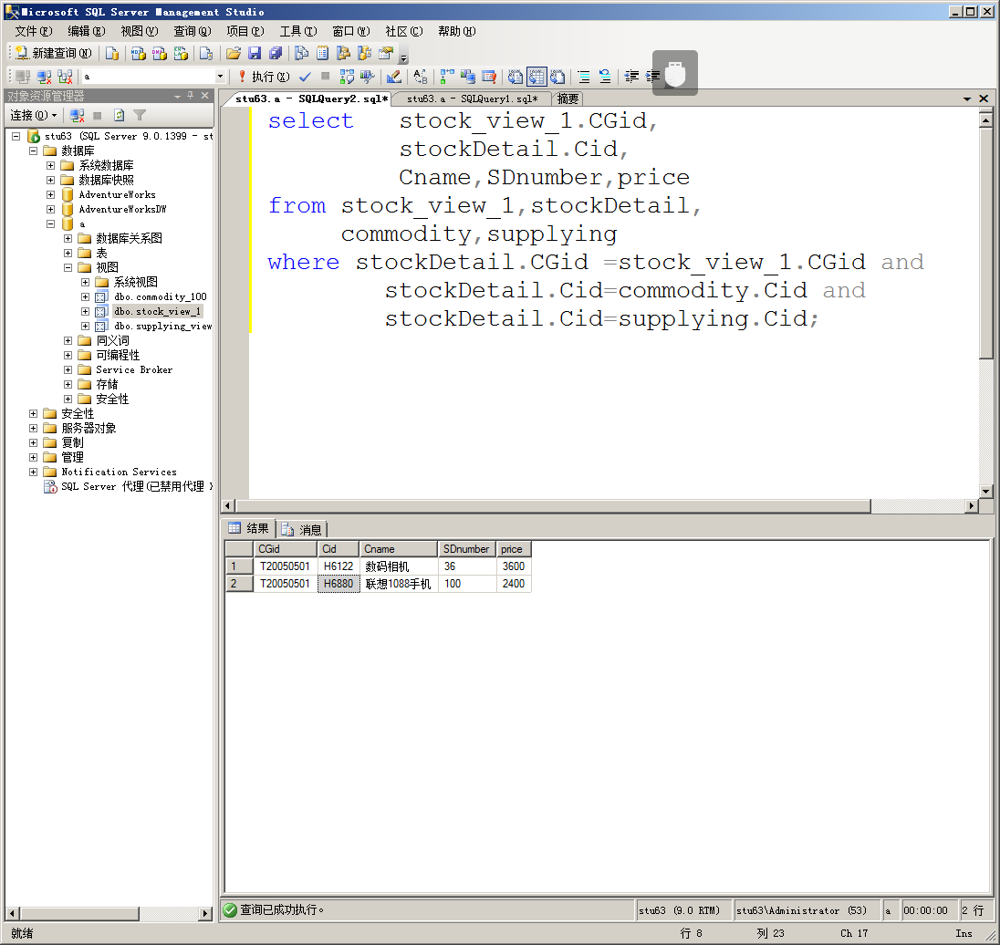 Microsoft SQL Server Management Studio
文件(F) 编辑(E) 视图(V) 查询(Q) 项目(P) 工具(T) 窗口(W) 社区(C) 帮助(H)
新建查询(N)
a 执行(X)
对象资源管理器
连接(O)
stu63 (SQL Server 9.0.1399 - st
数据库
系统数据库
数据库快照
AdventureWorks
AdventureWorksDW
a
数据库关系图
表
视图
系统视图
dbo.commodity_100
dbo.stock_view_1
dbo.supplying_view
同义词
可编程性
Service Broker
存储
安全性
安全性
服务器对象
复制
管理
Notification Services
SQL Server 代理(已禁用代理 X
stu63.a - SQLQuery2.sql* stu63.a - SQLQuery1.sql* 摘要
select stock_view_1.CGid,
stockDetail.Cid,
Cname,SDnumber,price
from stock_view_1,stockDetail,
commodity,supplying
where stockDetail.CGid =stock_view_1.CGid and
stockDetail.Cid=commodity.Cid and
stockDetail.Cid=supplying.Cid;
结果 消息
CGid Cid Cname SDnumber price
1 T20050501 H6122 数码相机 36 3600
2 T20050501 H6880 联想1088手机 100 2400
查询已成功执行。 stu63 (9.0 RTM) stu63\Administrator (53) a 00:00:00 2 行
就绪 行 8 列 23 Ch 17 Ins